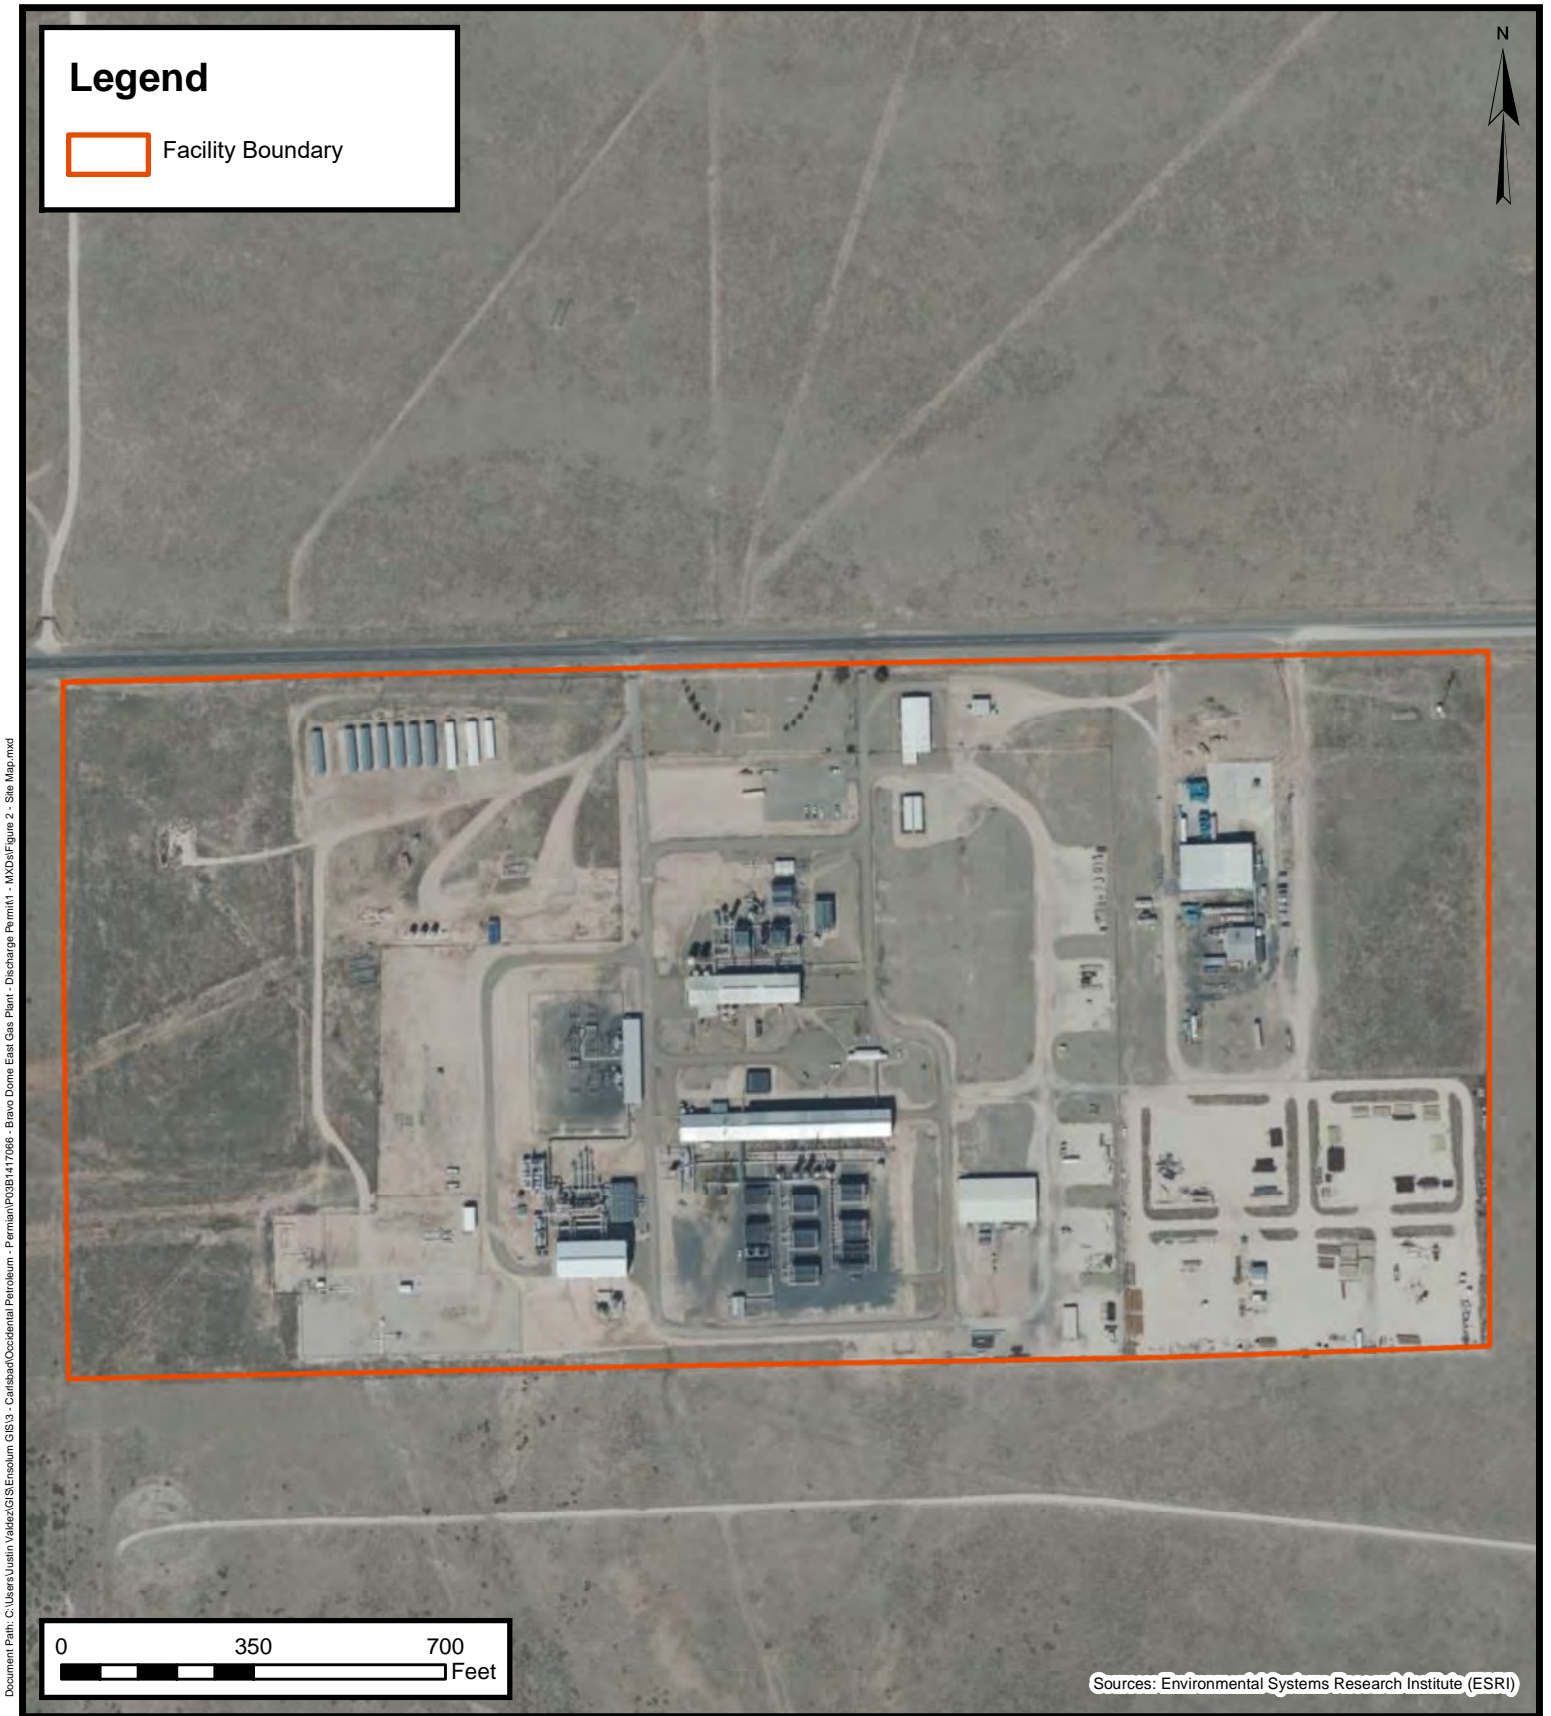 Legend
Facility Boundary
N
Document Path: C:\Users\Justin Valdez\GIS\Ensolum GIS\3 - Carlsbad\Occidental Petroleum - Permian\P03B1417066 - Bravo Dome East Gas Plant - Discharge Permit\1 - MXDs\Figure 2 - Site Map.mxd
0 350 700
Feet
Sources: Environmental Systems Research Institute (ESRI)